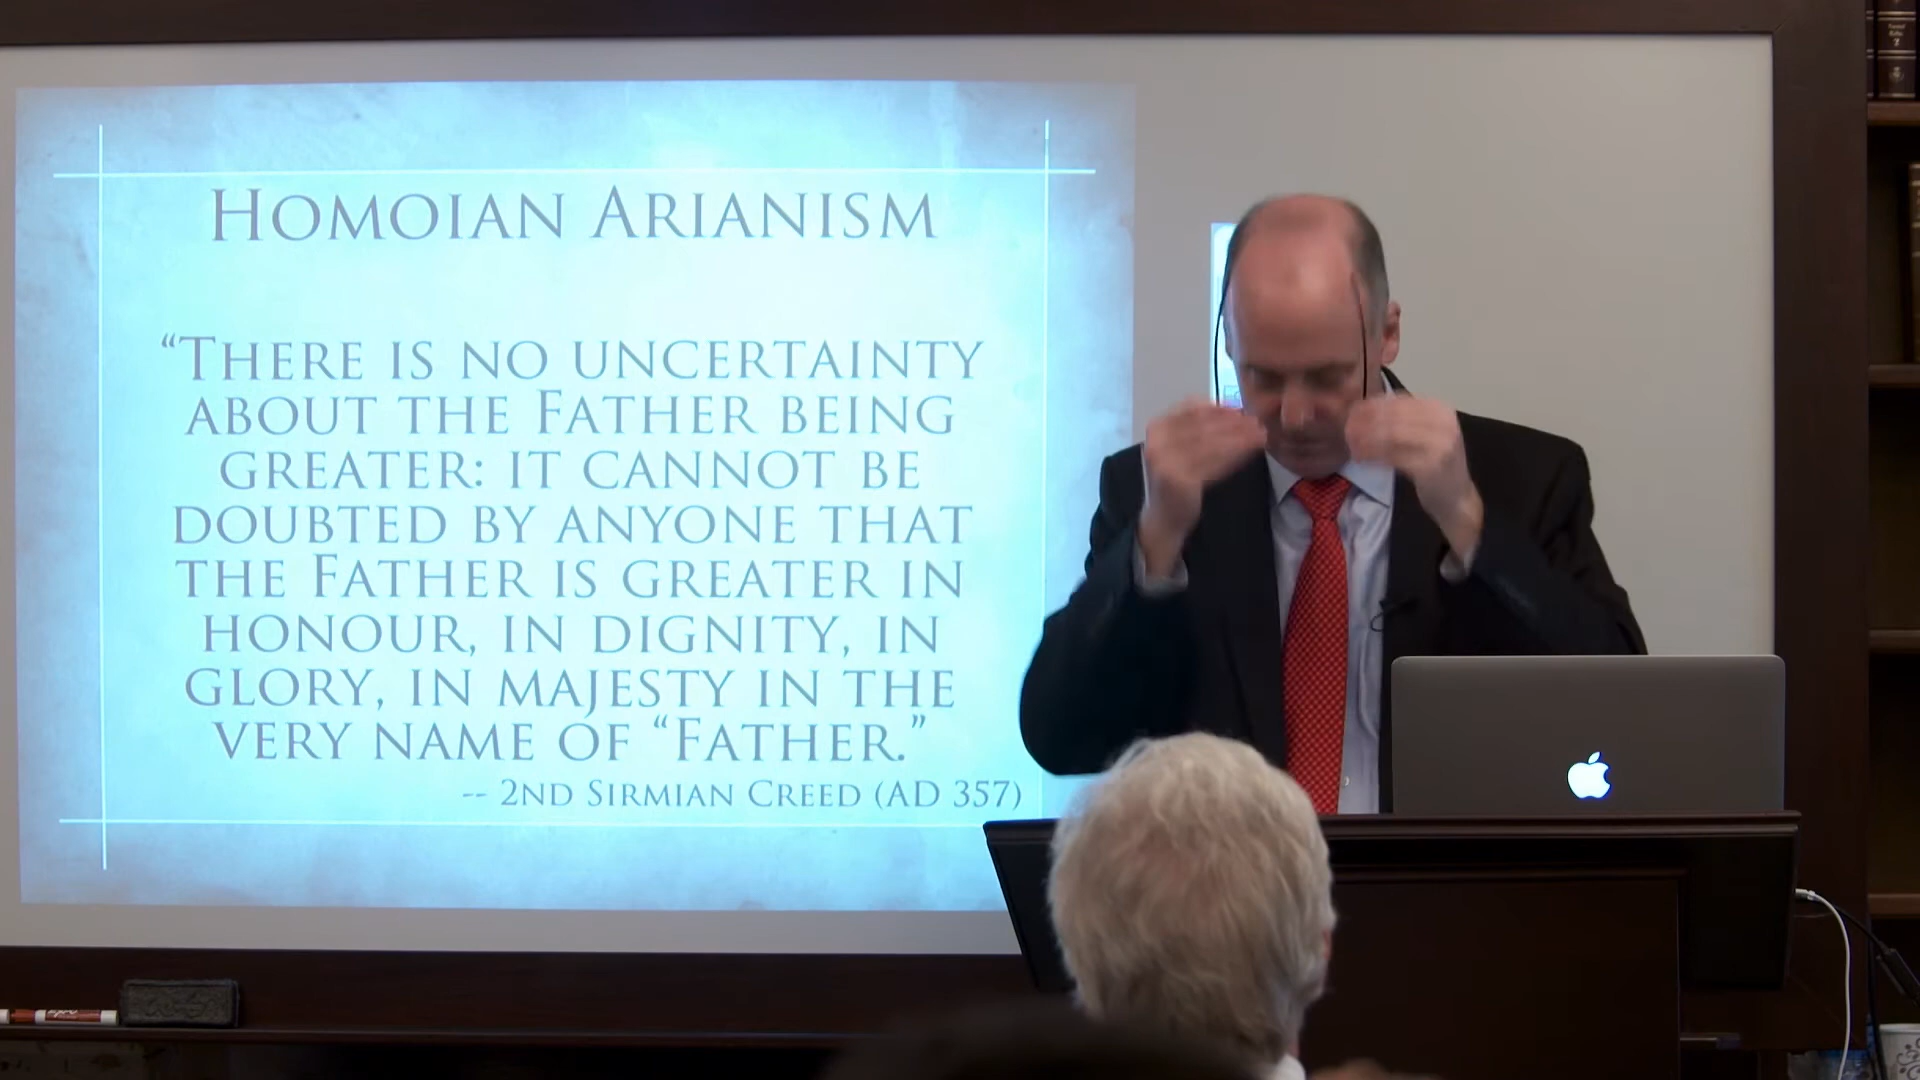 Homoian Arianism
“There is no uncertainty
about the Father being
greater: it cannot be
doubted by anyone that
the Father is greater in
honour, in dignity, in
glory, in majesty in the
very name of “Father.”
-- 2nd Sirmian Creed (AD 357)